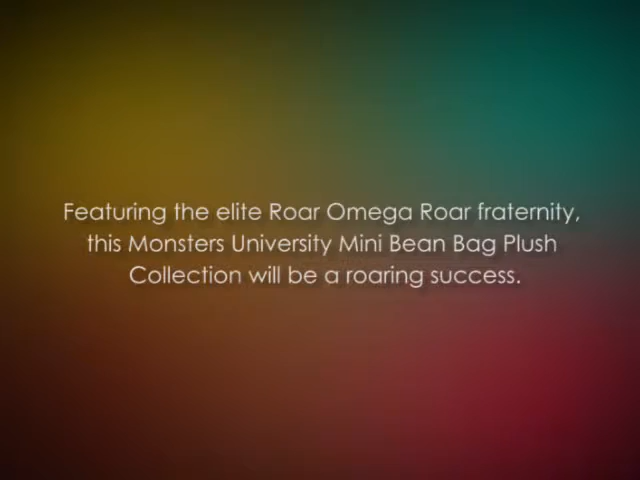 Featuring the elite Roar Omega Roar fraternity,
this Monsters University Mini Bean Bag Plush
Collection will be a roaring success.